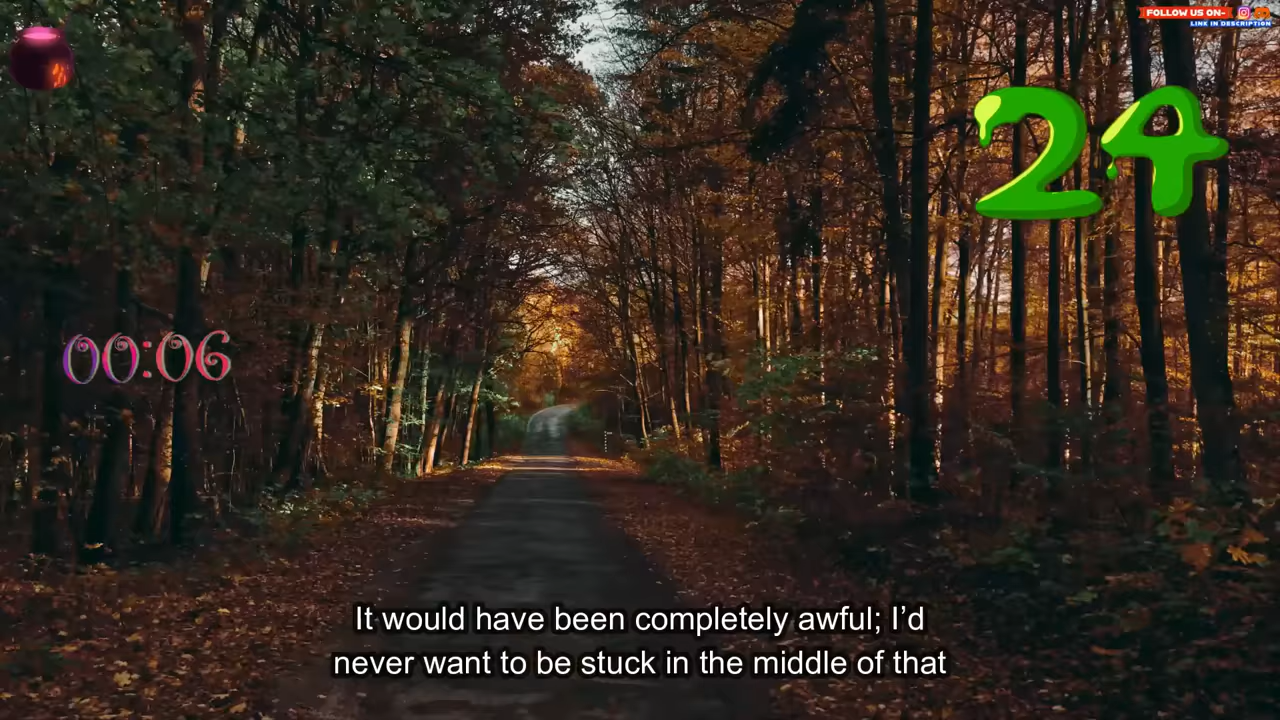 FOLLOW US ON-
LINK IN DESCRIPTION
24
00:06
It would have been completely awful; I’d
never want to be stuck in the middle of that